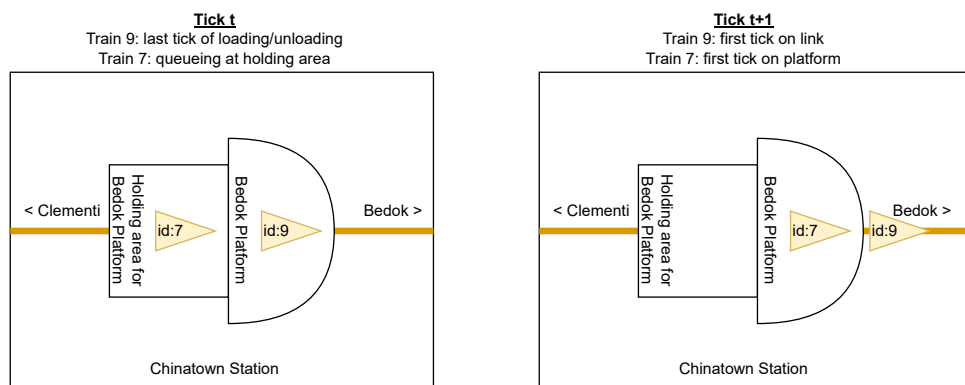 Tick t
Train 9: last tick of loading/unloading
Train 7: queueing at holding area
< Clementi
Holding area for
Bedok Platform
id:7
Bedok Platform
id:9
Bedok >
Chinatown Station
Tick t+1
Train 9: first tick on link
Train 7: first tick on platform
< Clementi
Holding area for
Bedok Platform
Bedok Platform
id:7
id:9
Bedok >
Chinatown Station